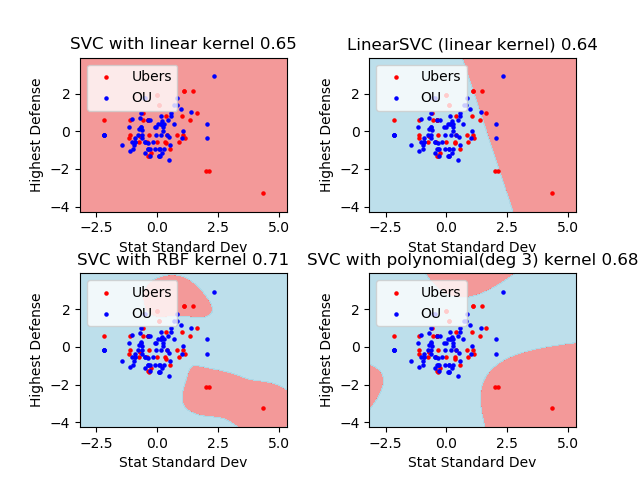 SVC with linear kernel 0.65
LinearSVC (linear kernel) 0.64
Highest Defense
2
0
−2
−4
Ubers
OU
−2.5
0.0
2.5
5.0
Stat Standard Dev
Highest Defense
2
0
−2
−4
Ubers
OU
−2.5
0.0
2.5
5.0
Stat Standard Dev
SVC with RBF kernel 0.71
SVC with polynomial(deg 3) kernel 0.68
Highest Defense
2
0
−2
−4
Ubers
OU
−2.5
0.0
2.5
5.0
Stat Standard Dev
Highest Defense
2
0
−2
−4
Ubers
OU
−2.5
0.0
2.5
5.0
Stat Standard Dev